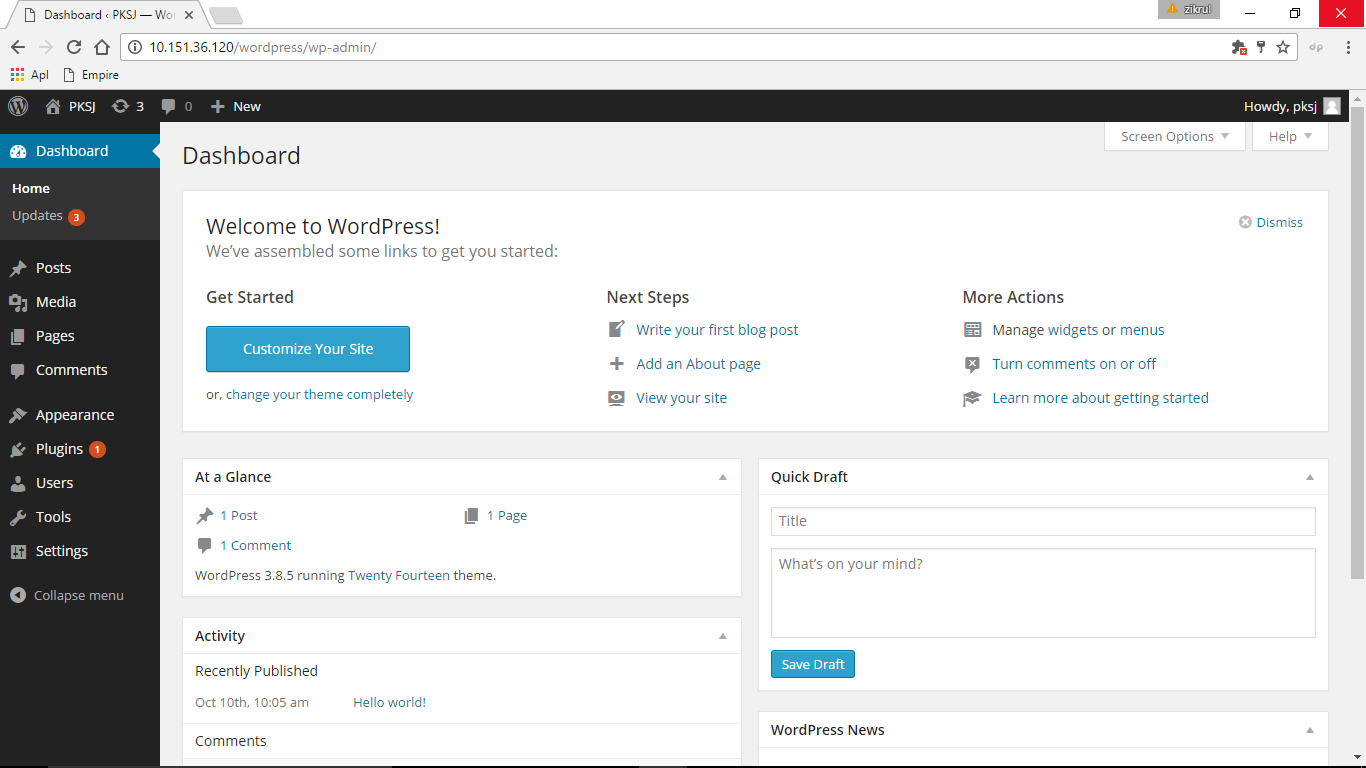 Dashboard ‹ PKSJ — Wo
zikrul
10.151.36.120/wordpress/wp-admin/
Apl
Empire
PKSJ
3
0
New
Howdy, pksj
Dashboard
Home
Updates 3
Posts
Media
Pages
Comments
Appearance
Plugins 1
Users
Tools
Settings
Collapse menu
Screen Options
Help
Dashboard
Welcome to WordPress!
We’ve assembled some links to get you started:
Dismiss
Get Started
Customize Your Site
or, change your theme completely
Next Steps
Write your first blog post
Add an About page
View your site
More Actions
Manage widgets or menus
Turn comments on or off
Learn more about getting started
At a Glance
1 Post
1 Page
1 Comment
WordPress 3.8.5 running Twenty Fourteen theme.
Activity
Recently Published
Oct 10th, 10:05 am
Hello world!
Comments
Quick Draft
Title
What’s on your mind?
Save Draft
WordPress News